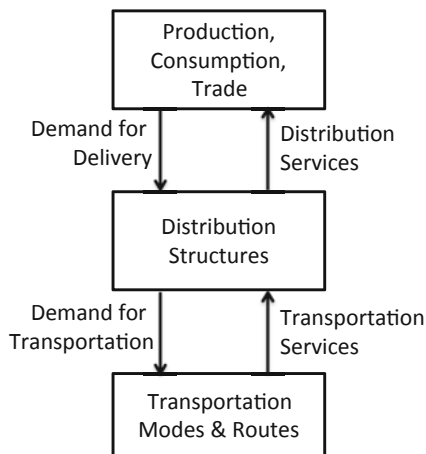 Production,
Consumption,
Trade
Demand for
Delivery
Distribution
Services
Distribution
Structures
Demand for
Transportation
Transportation
Services
Transportation
Modes & Routes